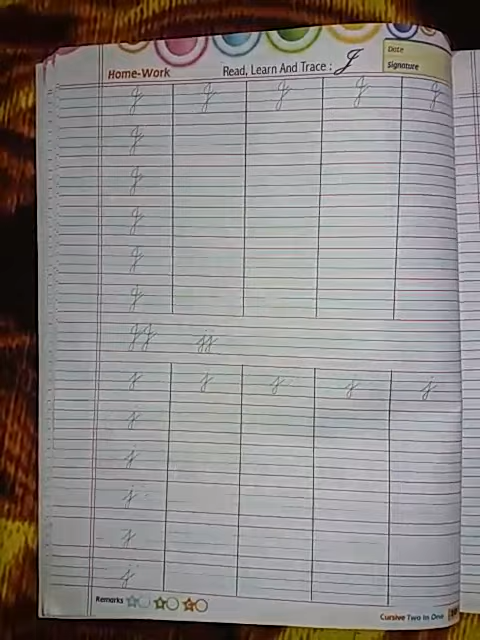 Home-Work Read, Learn And Trace : J
Date
Signature
J J J J J
J
J
J
J
J
JJ jj
j j j j j
j
j
j
j
j
Remarks
Cursive Two in One